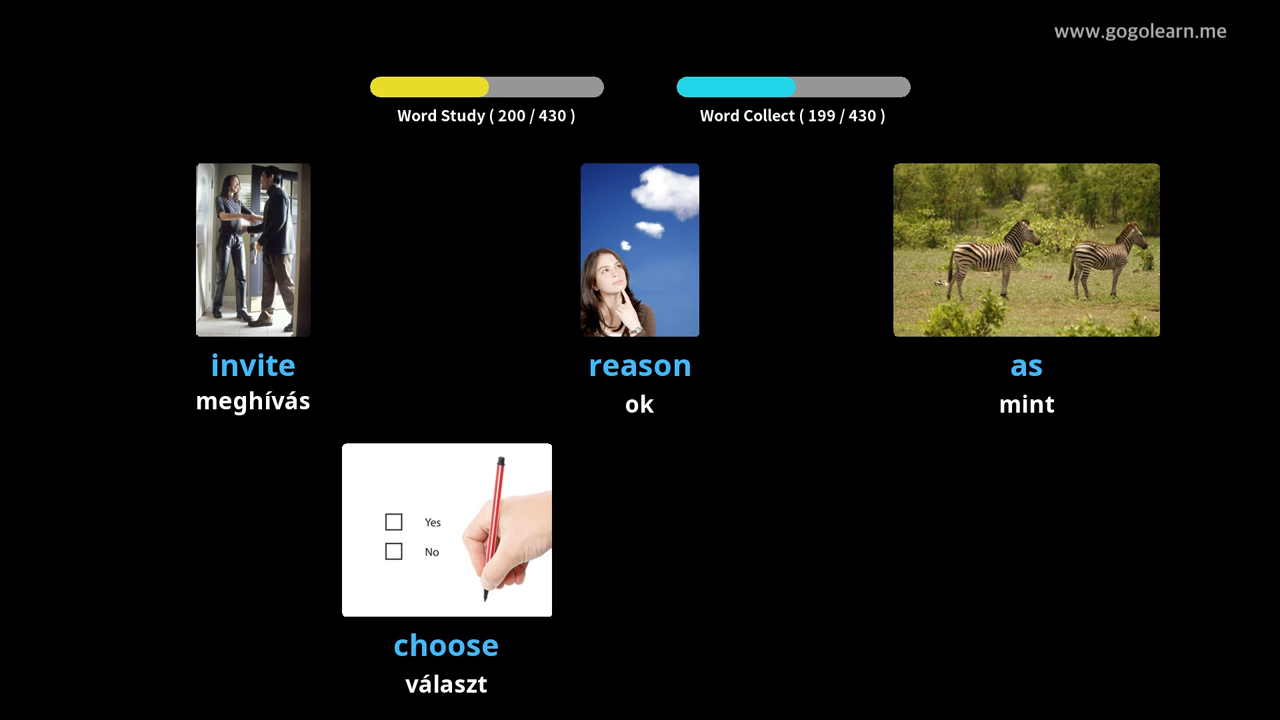 www.gogolearn.me
Word Study ( 200 / 430 )
Word Collect ( 199 / 430 )
invite
meghívás
reason
ok
as
mint
Yes
No
choose
választ